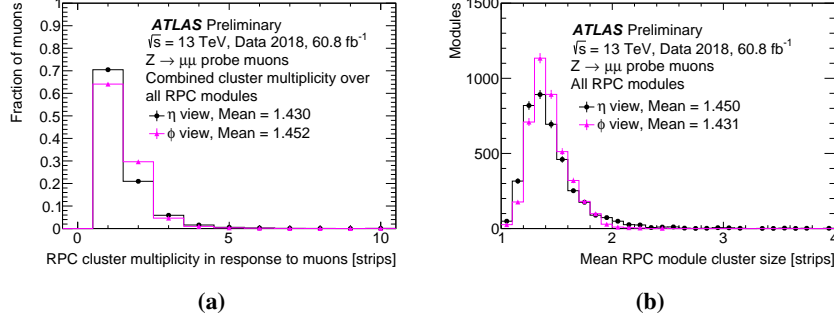 ATLAS Preliminary
√s = 13 TeV, Data 2018, 60.8 fb⁻¹
Z → μμ probe muons
Combined cluster multiplicity over
all RPC modules
η view, Mean = 1.430
ϕ view, Mean = 1.452
Fraction of muons
1
0.9
0.8
0.7
0.6
0.5
0.4
0.3
0.2
0.1
0
0 5 10
RPC cluster multiplicity in response to muons [strips]
(a)
ATLAS Preliminary
√s = 13 TeV, Data 2018, 60.8 fb⁻¹
Z → μμ probe muons
All RPC modules
η view, Mean = 1.450
ϕ view, Mean = 1.431
Modules
1500
1000
500
0
1 2 3 4
Mean RPC module cluster size [strips]
(b)